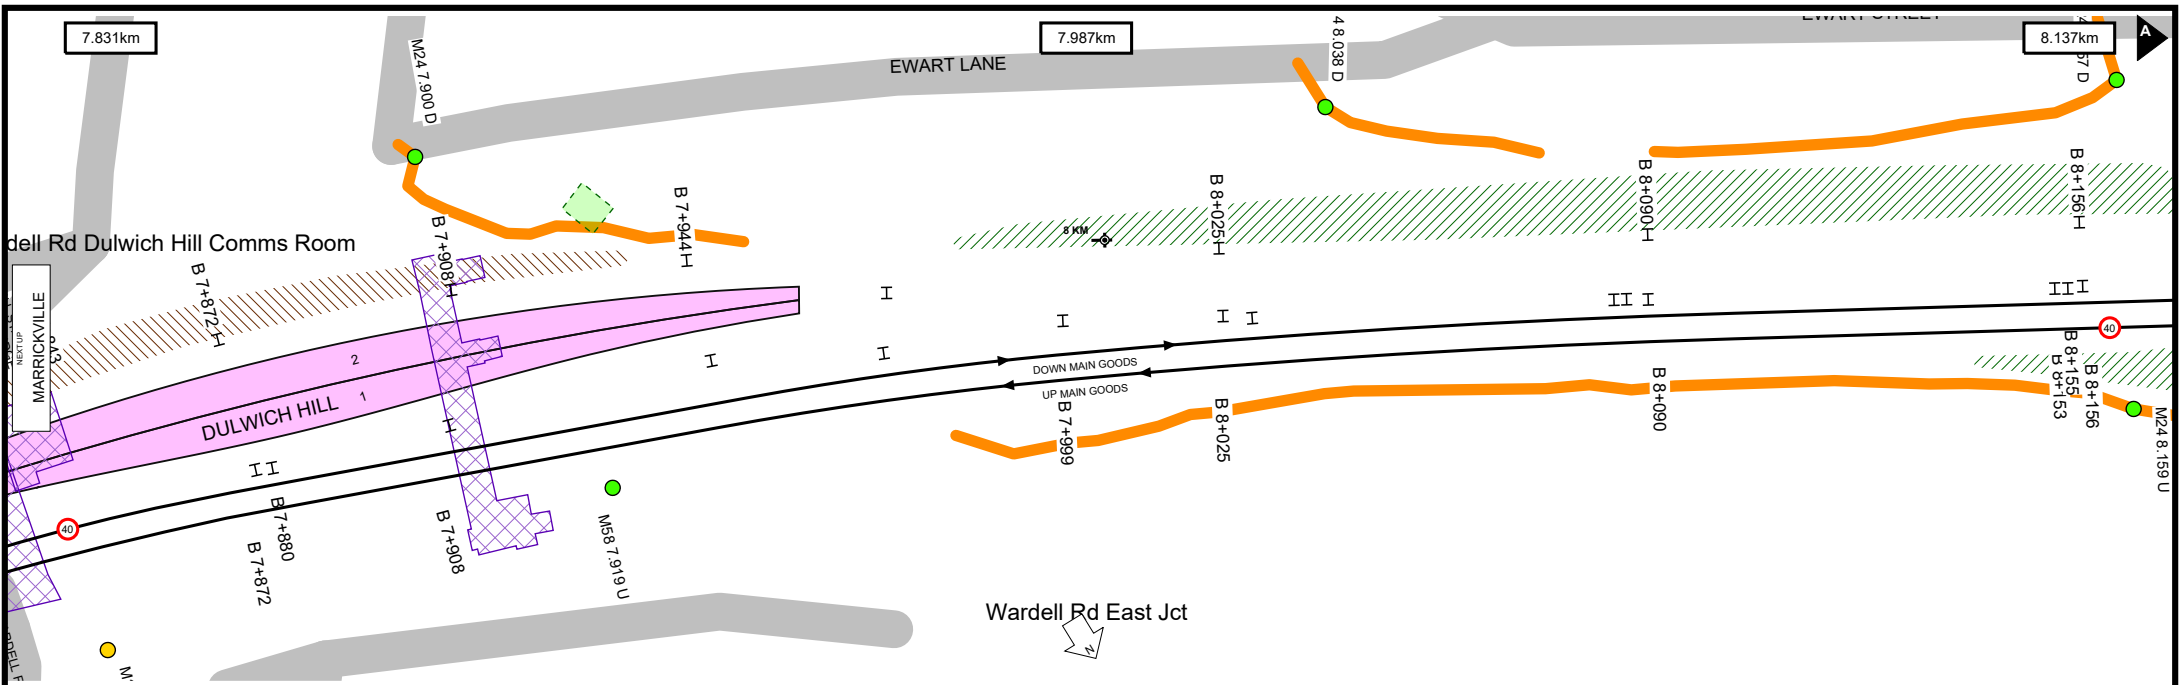 7.831km
7.987km
8.137km
A
EWART LANE
M24 7.900 D
8.038 D
dell Rd Dulwich Hill Comms Room
B 7+872
B 7+908
B 7+944
B 8+025
B 8+090
B 8+156
8 KM
NEXT UP
MARRICKVILLE
2
1
DULWICH HILL
DOWN MAIN GOODS
UP MAIN GOODS
40
40
B 7+880
B 7+872
B 7+908
M58 7.919 U
B 7+999
B 8+025
B 8+090
B 8+155
B 8+153
B 8+156
M24 8.159 U
Wardell Rd East Jct
N